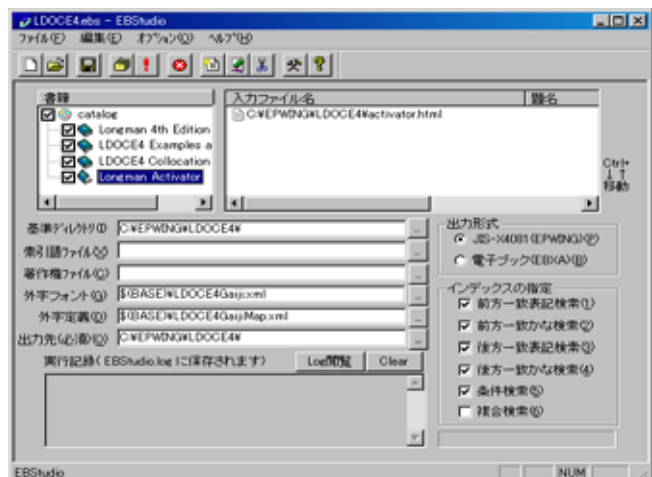 LDOCE4.ebs - EBStudio
ファイル(F) 編集(E) オプション(O) ヘルプ(H)
書籍
catalog
Longman 4th Edition
LDOCE4 Examples a
LDOCE4 Collocation
Longman Activator
入力ファイル名 題名
C:¥EPWING¥LDOCE4¥activator.html
Ctrl+
↓↑
移動
基準ディレクトリ(I) C:¥EPWING¥LDOCE4¥ ...
索引語ファイル(X) ...
著作権ファイル(C) ...
外字フォント(G) $(BASE)¥LDOCE4Gaiji.xml ...
外字定義(D) $(BASE)¥LDOCE4GaijiMap.xml ...
出力先(必須)(O) C:¥EPWING¥LDOCE4¥ ...
出力形式
JIS-X4081(EPWING)(P)
電子ブック(EBXA)(B)
インデックスの指定
前方一致表記検索(1)
前方一致かな検索(2)
後方一致表記検索(3)
後方一致かな検索(4)
条件検索(5)
複合検索(6)
実行記録( EBStudio.log に保存されます) Log閲覧 Clear
EBStudio NUM